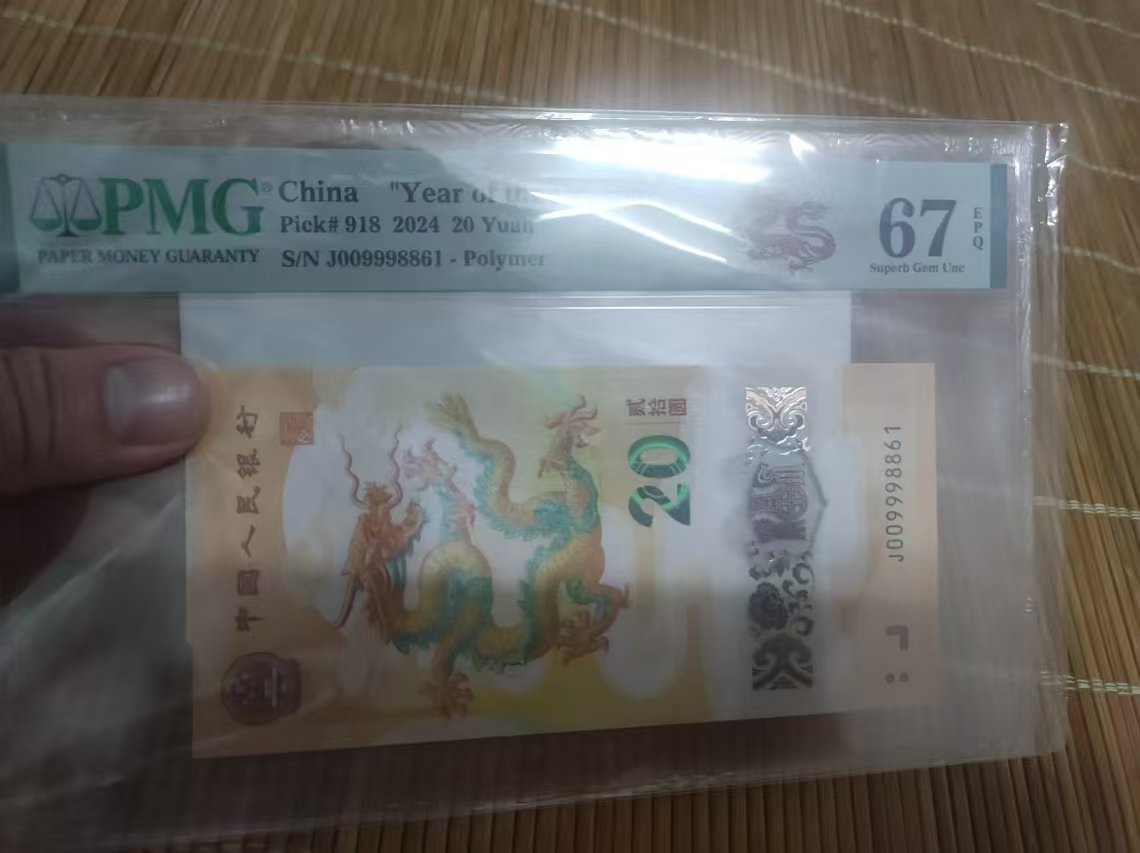 PMG®
PAPER MONEY GUARANTY
China "Year of
Pick# 918 2024 20 Yuan
S/N J009998861 - Polymer
67
EPQ
Superb Gem Unc
中国人民银行
贰拾圆
20
J009998861